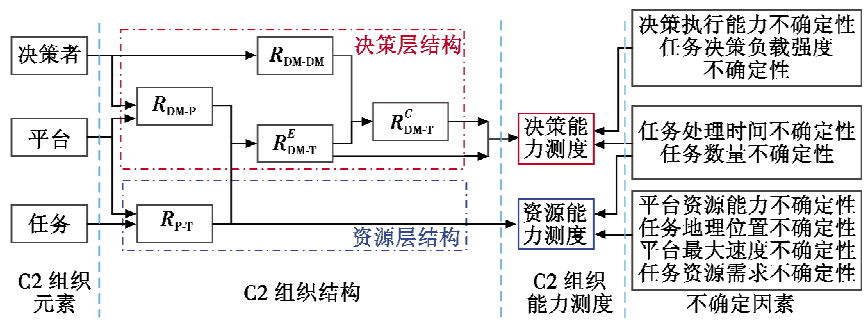 决策者
平台
任务
C2 组织
元素
决策层结构
R_DM-DM
R_DM-P
R^E_DM-T
R^C_DM-T
R_P-T
资源层结构
C2 组织结构
决策能
力测度
资源能
力测度
C2 组织
能力测度
决策执行能力不确定性
任务决策负载强度
不确定性
任务处理时间不确定性
任务数量不确定性
平台资源能力不确定性
任务地理位置不确定性
平台最大速度不确定性
任务资源需求不确定性
不确定因素